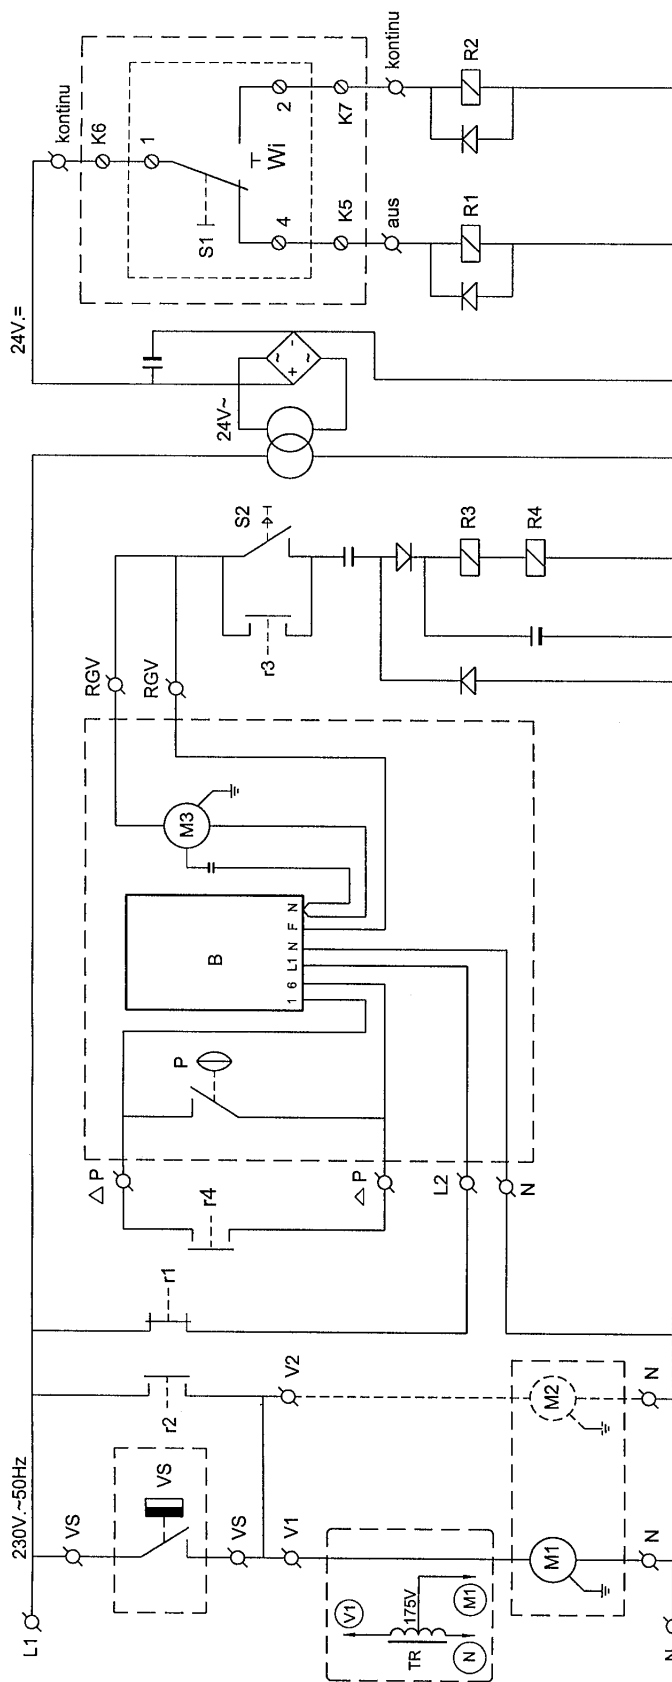 L1
230V.~50Hz
VS
VS
VS
r2
V1
V2
V1
175V
M1
N
TR
M1
M2
N
N
N
r1
△P
r4
△P
L2
N
P
B
1 6 L1 N F N
M3
RGV
RGV
r3
S2
R3
R4
24V~
~
~
+
-
24V.=
kontinu
K6
1
S1
Wi
4
2
K5
K7
aus
kontinu
R1
R2